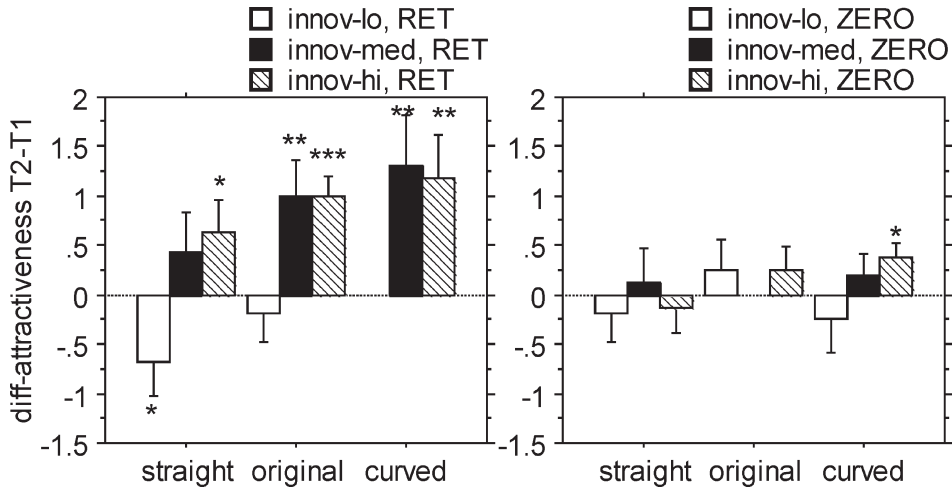 innov-lo, RET
innov-med, RET
innov-hi, RET
innov-lo, ZERO
innov-med, ZERO
innov-hi, ZERO
diff-attractiveness T2-T1
2
1.5
1
.5
0
-.5
-1
-1.5
*
*
**
***
**
**
straight original curved
2
1.5
1
.5
0
-.5
-1
-1.5
*
straight original curved